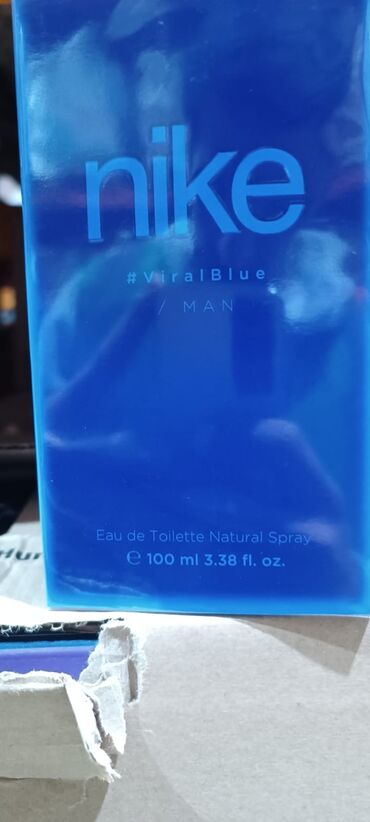 nike
#ViralBlue
/ MAN
Eau de Toilette Natural Spray
℮ 100 ml 3.38 fl. oz.